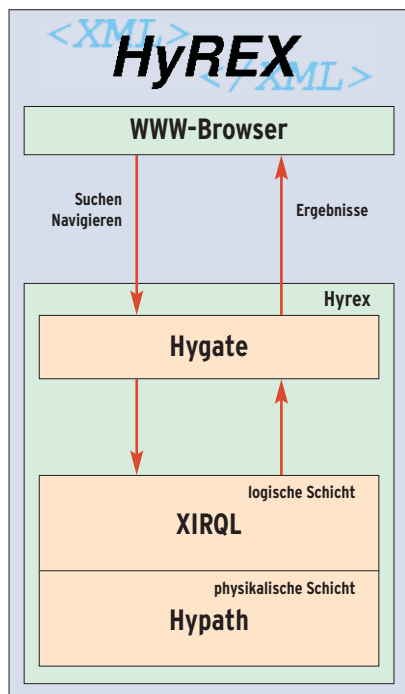 <XML>
HyREX
</XML>
WWW-Browser
Suchen
Navigieren
Ergebnisse
Hyrex
Hygate
logische Schicht
XIRQL
physikalische Schicht
Hypath